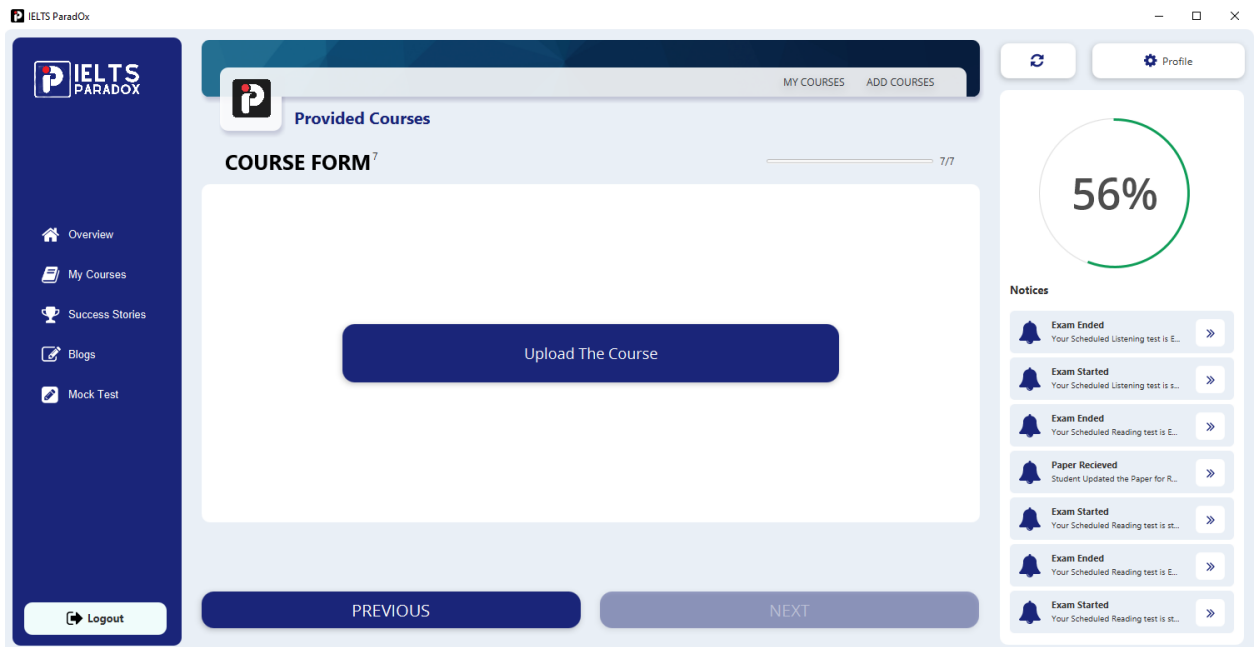 IELTS ParadOx
IELTS
PARADOX
Overview
My Courses
Success Stories
Blogs
Mock Test
Logout
MY COURSES ADD COURSES
Provided Courses
COURSE FORM7
7/7
Upload The Course
PREVIOUS NEXT
Profile
56%
Notices
Exam Ended
Your Scheduled Listening test is E...
Exam Started
Your Scheduled Listening test is s...
Exam Ended
Your Scheduled Reading test is E...
Paper Recieved
Student Updated the Paper for R...
Exam Started
Your Scheduled Reading test is st...
Exam Ended
Your Scheduled Reading test is E...
Exam Started
Your Scheduled Reading test is st...